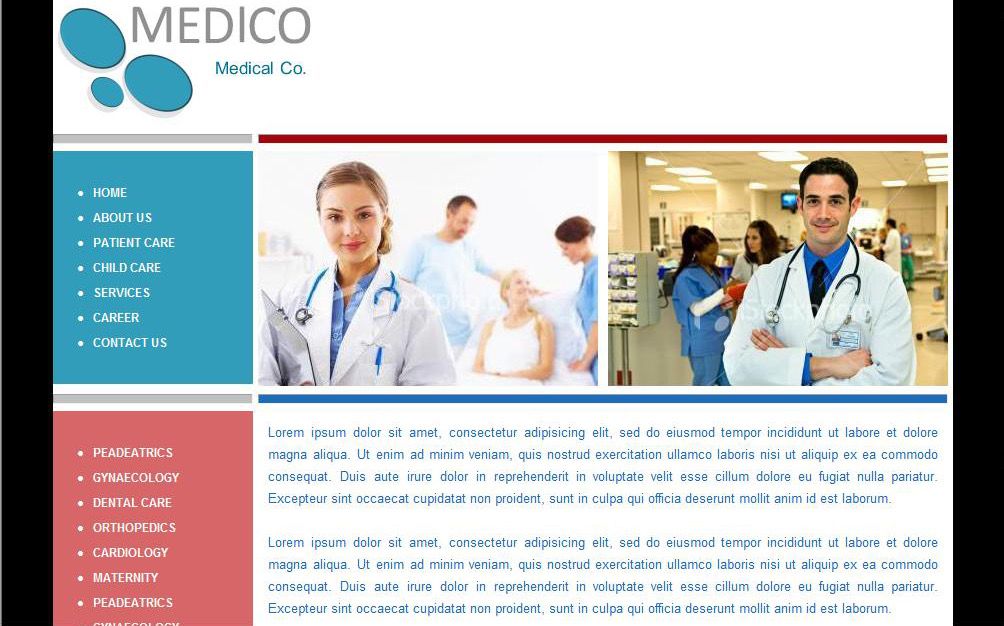 MEDICO
Medical Co.
HOME
ABOUT US
PATIENT CARE
CHILD CARE
SERVICES
CAREER
CONTACT US
PEADEATRICS
GYNAECOLOGY
DENTAL CARE
ORTHOPEDICS
CARDIOLOGY
MATERNITY
PEADEATRICS
GYNAECOLOGY
Lorem ipsum dolor sit amet, consectetur adipisicing elit, sed do eiusmod tempor incididunt ut labore et dolore
magna aliqua. Ut enim ad minim veniam, quis nostrud exercitation ullamco laboris nisi ut aliquip ex ea commodo
consequat. Duis aute irure dolor in reprehenderit in voluptate velit esse cillum dolore eu fugiat nulla pariatur.
Excepteur sint occaecat cupidatat non proident, sunt in culpa qui officia deserunt mollit anim id est laborum.
Lorem ipsum dolor sit amet, consectetur adipisicing elit, sed do eiusmod tempor incididunt ut labore et dolore
magna aliqua. Ut enim ad minim veniam, quis nostrud exercitation ullamco laboris nisi ut aliquip ex ea commodo
consequat. Duis aute irure dolor in reprehenderit in voluptate velit esse cillum dolore eu fugiat nulla pariatur.
Excepteur sint occaecat cupidatat non proident, sunt in culpa qui officia deserunt mollit anim id est laborum.